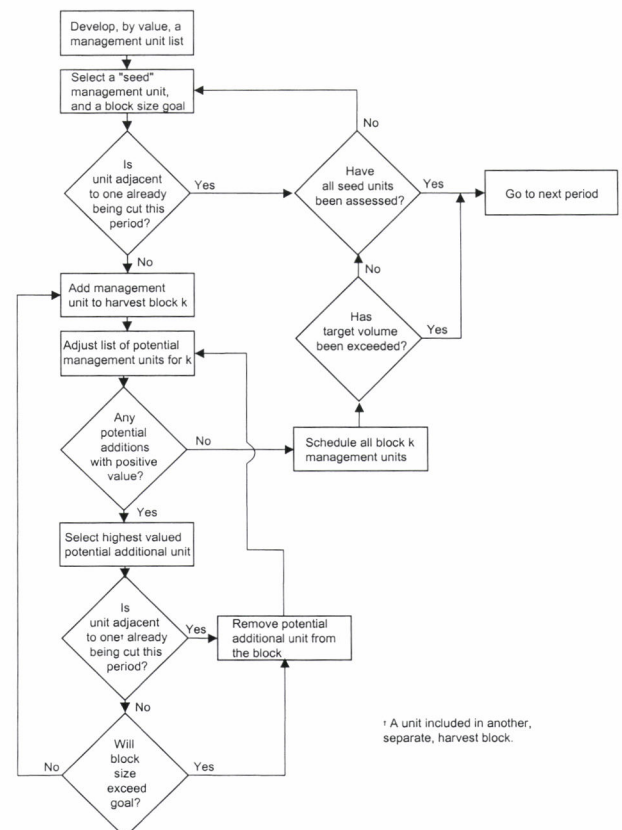 Develop, by value, a
management unit list
Select a "seed"
management unit,
and a block size goal
Is
unit adjacent
to one already
being cut this
period?
Yes
No
Have
all seed units
been assessed?
No
Yes
Go to next period
Add management
unit to harvest block k
Adjust list of potential
management units for k
Has
target volume
been exceeded?
No
Yes
Any
potential
additions
with positive
value?
No
Yes
Schedule all block k
management units
Select highest valued
potential additional unit
Is
unit adjacent
to one† already
being cut this
period?
Yes
No
Remove potential
additional unit from
the block
Will
block
size
exceed
goal?
No
Yes
† A unit included in another,
separate, harvest block.